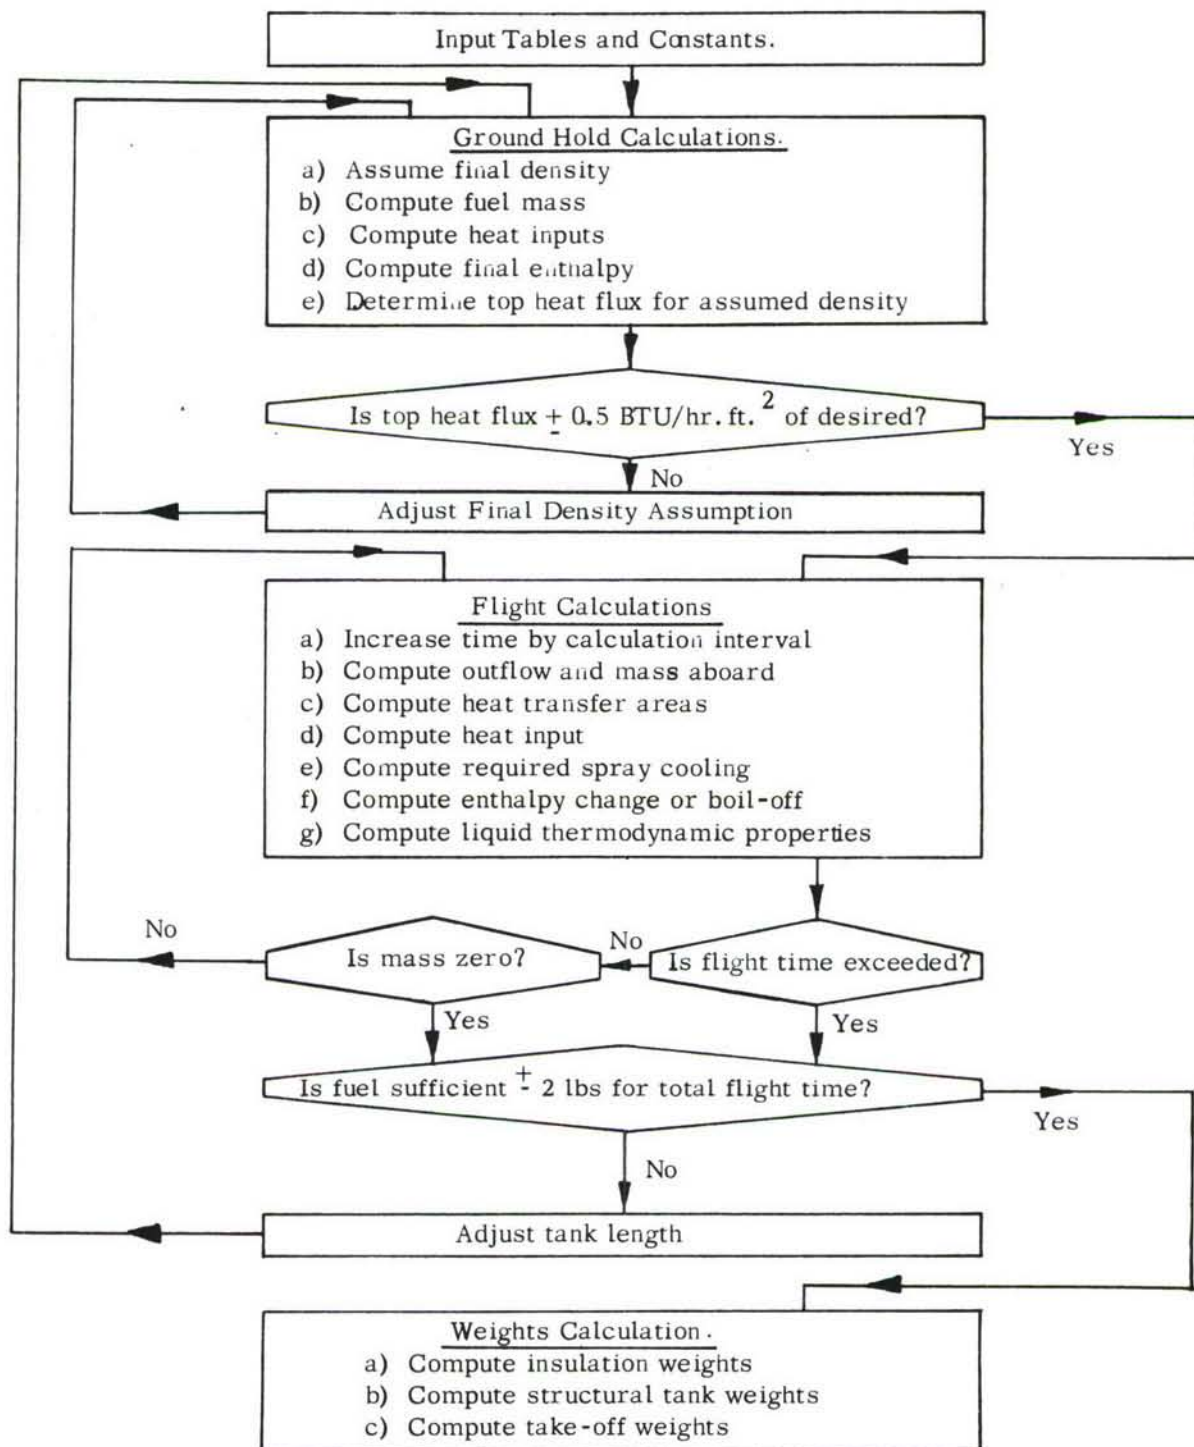 Input Tables and Constants.
Ground Hold Calculations.
a) Assume final density
b) Compute fuel mass
c) Compute heat inputs
d) Compute final enthalpy
e) Determine top heat flux for assumed density
Is top heat flux ± 0.5 BTU/hr. ft. 2 of desired?
Yes
No
Adjust Final Density Assumption
Flight Calculations
a) Increase time by calculation interval
b) Compute outflow and mass aboard
c) Compute heat transfer areas
d) Compute heat input
e) Compute required spray cooling
f) Compute enthalpy change or boil-off
g) Compute liquid thermodynamic properties
No
Is mass zero?
No
Is flight time exceeded?
Yes
Yes
Is fuel sufficient ± 2 lbs for total flight time?
Yes
No
Adjust tank length
Weights Calculation.
a) Compute insulation weights
b) Compute structural tank weights
c) Compute take-off weights